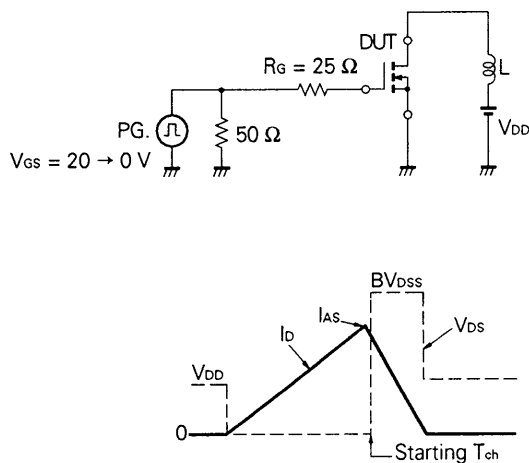 DUT
RG = 25 Ω
L
PG.
50 Ω
VDD
VGS = 20 → 0 V
BVDSS
IAS
ID
VDS
VDD
0
Starting Tch